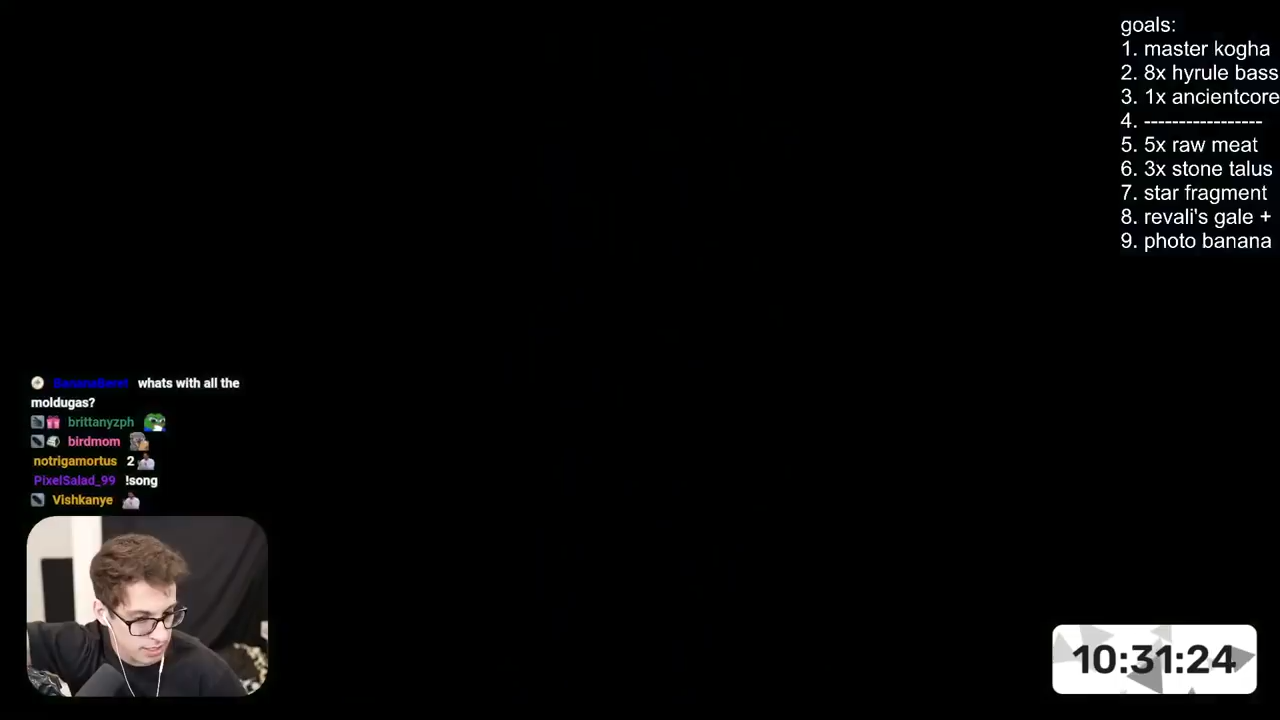 goals:
1. master kogha
2. 8x hyrule bass
3. 1x ancientcore
4. -----------------
5. 5x raw meat
6. 3x stone talus
7. star fragment
8. revali's gale +
9. photo banana
BananaBeret whats with all the
moldugas?
brittanyzph
birdmom
notrigamortus 2
PixelSalad_99 !song
Vishkanye
10:31:24